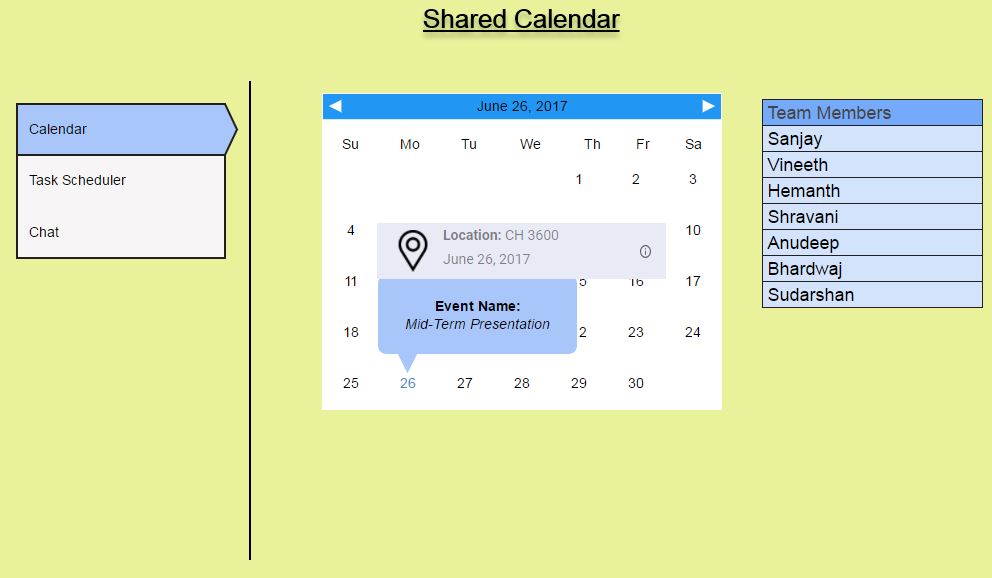 Shared Calendar
Calendar
Task Scheduler
Chat
June 26, 2017
Su Mo Tu We Th Fr Sa
1 2 3
4 10
Location: CH 3600
June 26, 2017
11 5 16 17
Event Name:
Mid-Term Presentation
18 2 23 24
25 26 27 28 29 30
Team Members
Sanjay
Vineeth
Hemanth
Shravani
Anudeep
Bhardwaj
Sudarshan